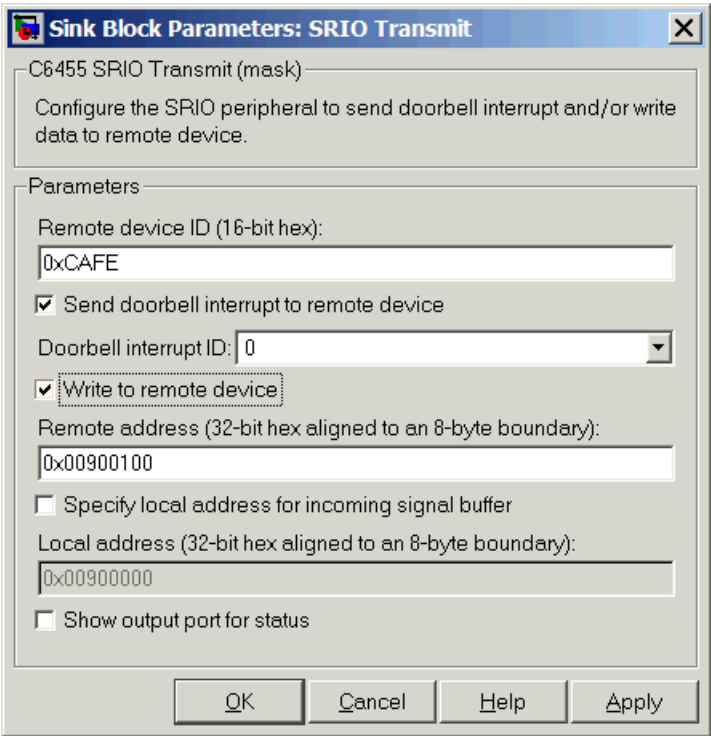 Sink Block Parameters: SRIO Transmit
C6455 SRIO Transmit (mask)
Configure the SRIO peripheral to send doorbell interrupt and/or write
data to remote device.
Parameters
Remote device ID (16-bit hex):
0xCAFE
Send doorbell interrupt to remote device
Doorbell interrupt ID: 0
Write to remote device
Remote address (32-bit hex aligned to an 8-byte boundary):
0x00900100
Specify local address for incoming signal buffer
Local address (32-bit hex aligned to an 8-byte boundary):
0x00900000
Show output port for status
OK Cancel Help Apply